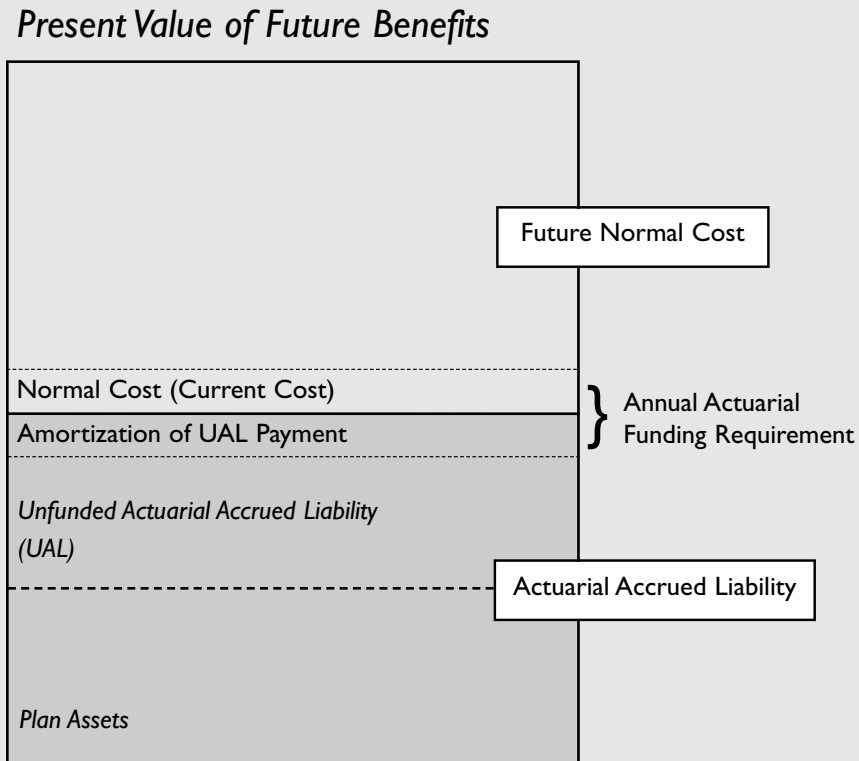 Present Value of Future Benefits
Future Normal Cost
Normal Cost (Current Cost)
Amortization of UAL Payment
} Annual Actuarial
Funding Requirement
Unfunded Actuarial Accrued Liability
(UAL)
Actuarial Accrued Liability
Plan Assets